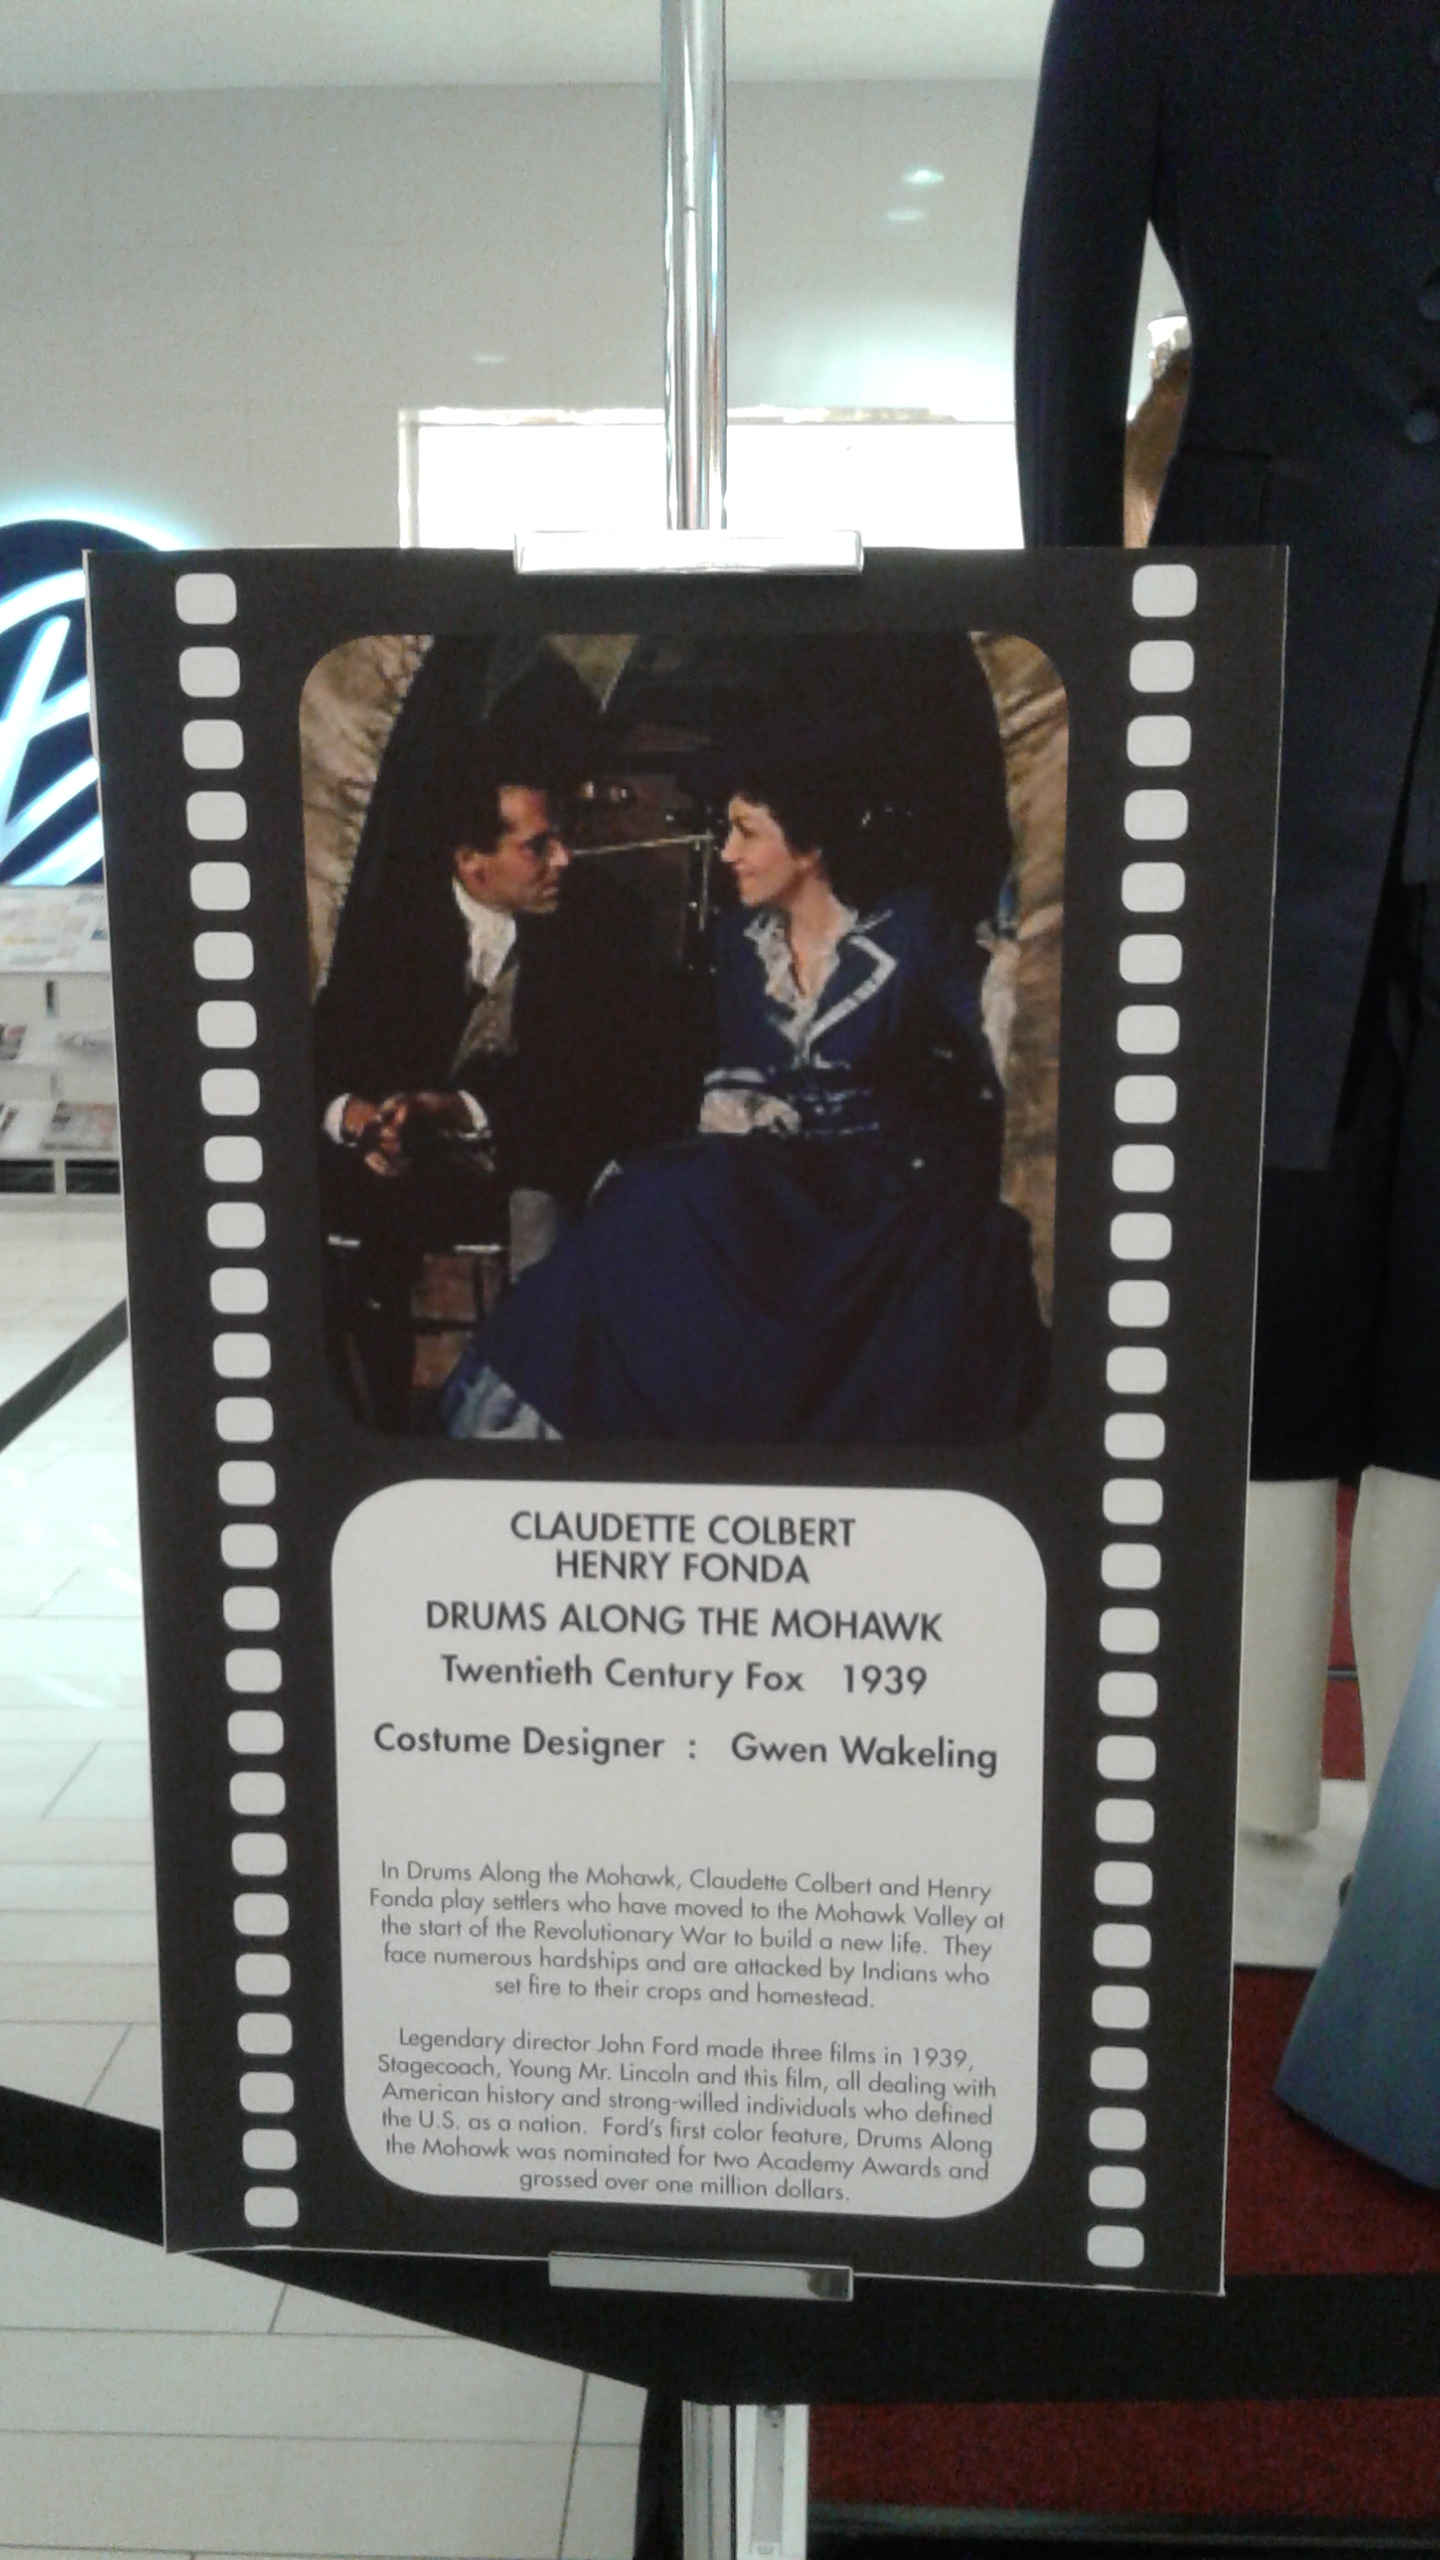 CLAUDETTE COLBERT
HENRY FONDA
DRUMS ALONG THE MOHAWK
Twentieth Century Fox 1939
Costume Designer : Gwen Wakeling
In Drums Along the Mohawk, Claudette Colbert and Henry
Fonda play settlers who have moved to the Mohawk Valley at
the start of the Revolutionary War to build a new life. They
face numerous hardships and are attacked by Indians who
set fire to their crops and homestead.
Legendary director John Ford made three films in 1939,
Stagecoach, Young Mr. Lincoln and this film, all dealing with
American history and strong-willed individuals who defined
the U.S. as a nation. Ford's first color feature, Drums Along
the Mohawk was nominated for two Academy Awards and
grossed over one million dollars.